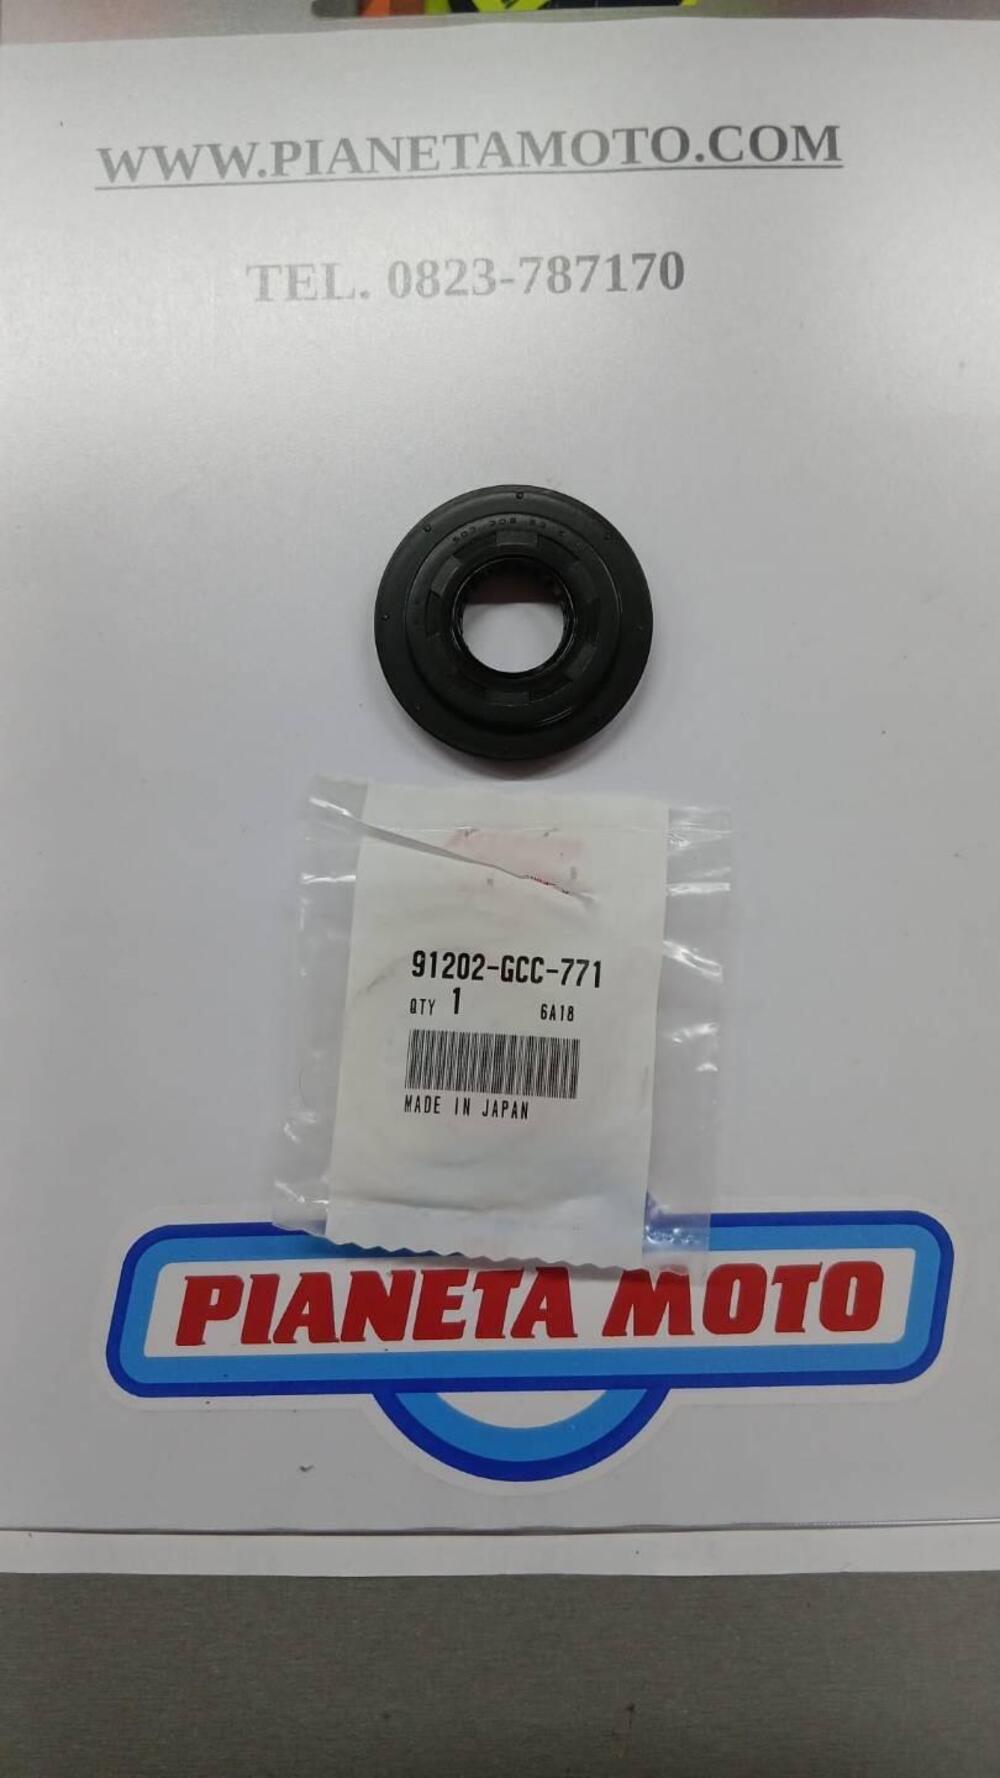 WWW.PIANETAMOTO.COM
TEL. 0823-787170
91202-GCC-771
QTY 1 6A18
MADE IN JAPAN
PIANETA MOTO